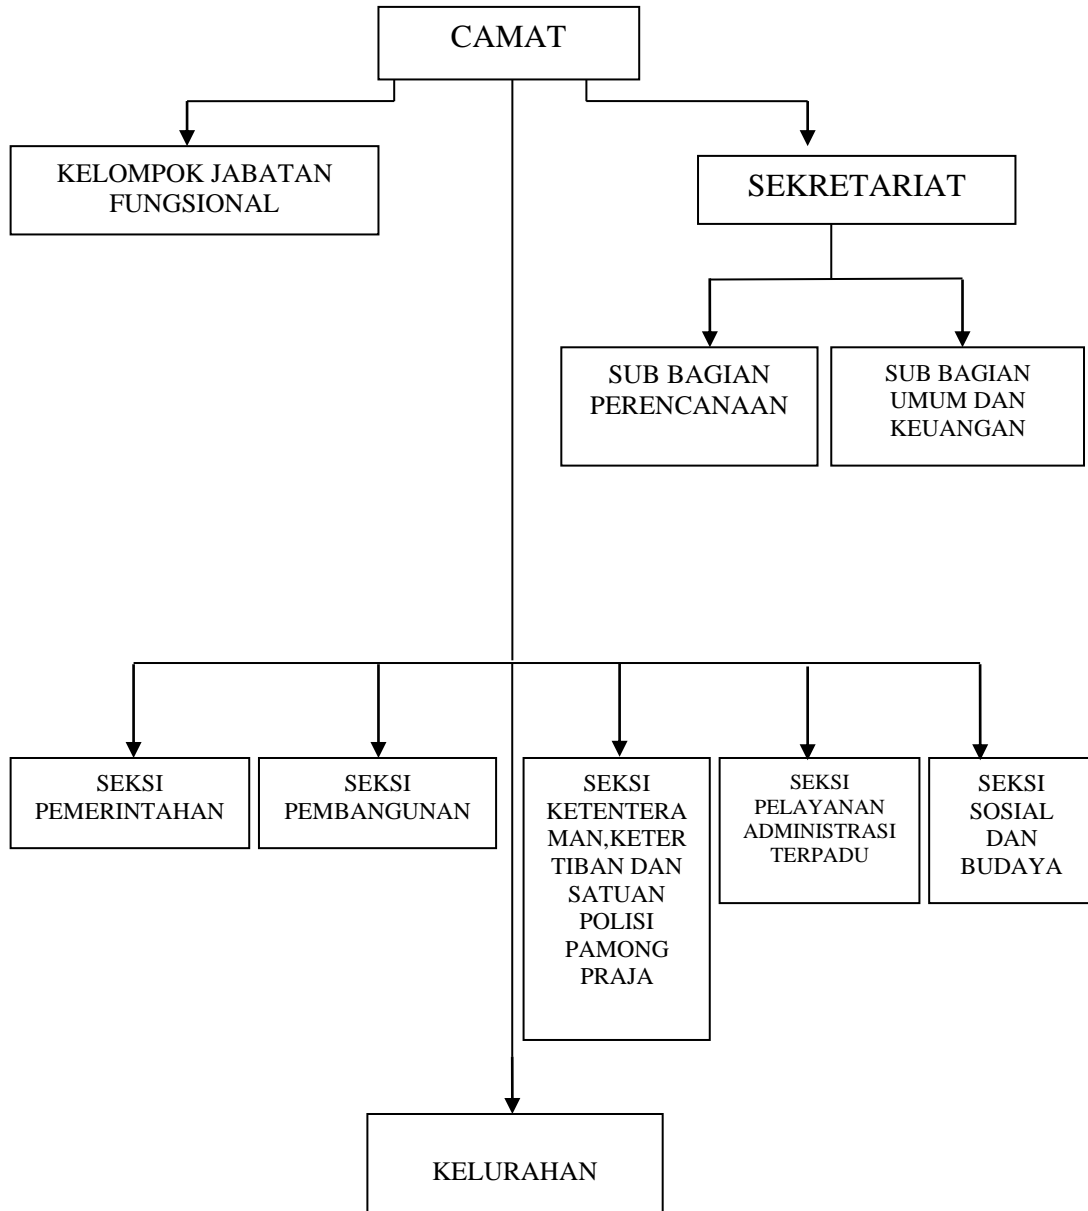 CAMAT
KELOMPOK JABATAN
FUNGSIONAL
SEKRETARIAT
SUB BAGIAN
PERENCANAAN
SUB BAGIAN
UMUM DAN
KEUANGAN
SEKSI
PEMERINTAHAN
SEKSI
PEMBANGUNAN
SEKSI
KETENTERA
MAN,KETER
TIBAN DAN
SATUAN
POLISI
PAMONG
PRAJA
SEKSI
PELAYANAN
ADMINISTRASI
TERPADU
SEKSI
SOSIAL
DAN
BUDAYA
KELURAHAN